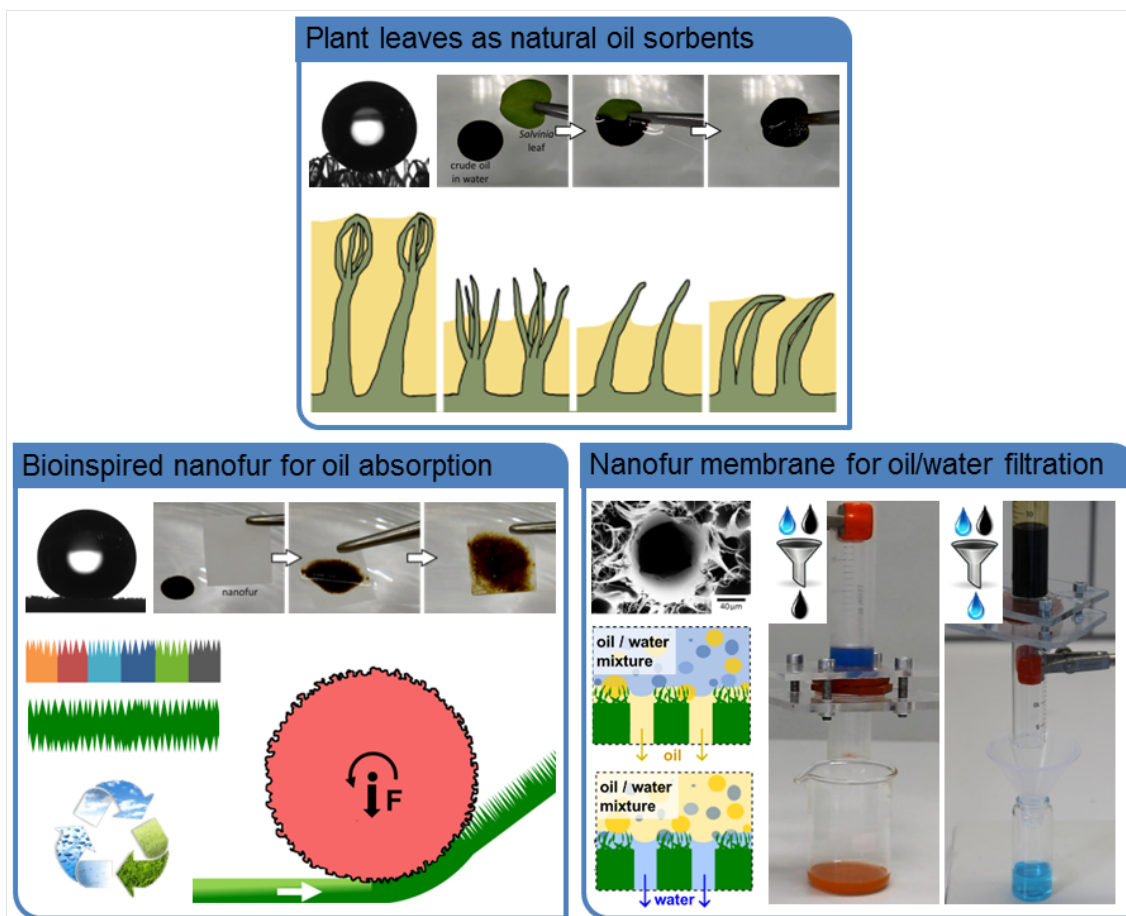 Plant leaves as natural oil sorbents
Salvinia
leaf
crude oil
in water
Bioinspired nanofur for oil absorption
nanofur
F
Nanofur membrane for oil/water filtration
40µm
oil / water
mixture
oil
oil / water
mixture
water